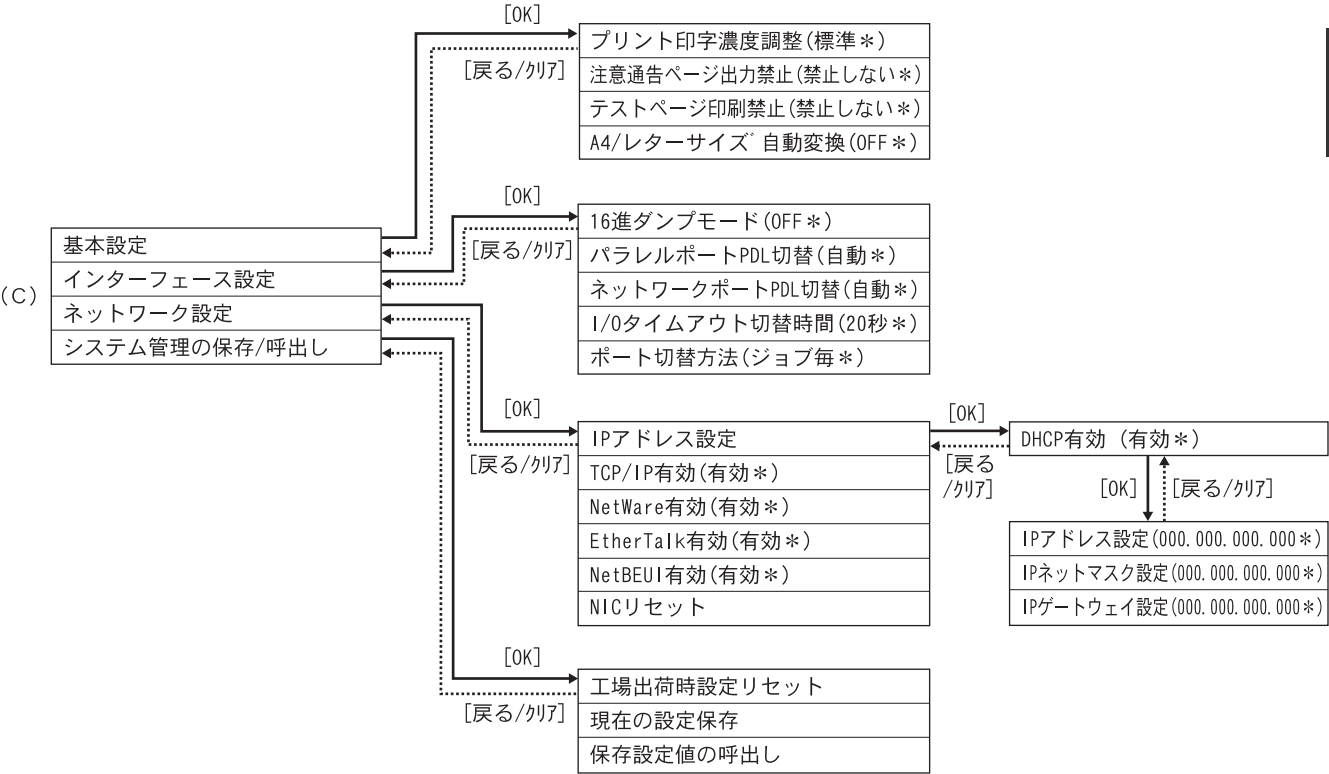 [OK]
プリント印字濃度調整(標準＊)
[戻る/ｸﾘｱ]
注意通告ページ出力禁止(禁止しない＊)
テストページ印刷禁止(禁止しない＊)
A4/レターサイズﾞ自動変換(OFF＊)
[OK]
16進ダンプモード(OFF＊)
[戻る/ｸﾘｱ]
パラレルポートPDL切替(自動＊)
ネットワークポートPDL切替(自動＊)
I/Oタイムアウト切替時間(20秒＊)
ポート切替方法(ジョブ毎＊)
(C)
基本設定
インターフェース設定
ネットワーク設定
システム管理の保存/呼出し
[OK]
IPアドレス設定
[戻る/ｸﾘｱ]
TCP/IP有効(有効＊)
NetWare有効(有効＊)
EtherTalk有効(有効＊)
NetBEUI有効(有効＊)
NICリセット
[OK]
DHCP有効 (有効＊)
[戻る
/ｸﾘｱ]
[OK]
[戻る/ｸﾘｱ]
IPアドレス設定(000.000.000.000＊)
IPネットマスク設定(000.000.000.000＊)
IPゲートウェイ設定(000.000.000.000＊)
[OK]
工場出荷時設定リセット
[戻る/ｸﾘｱ]
現在の設定保存
保存設定値の呼出し